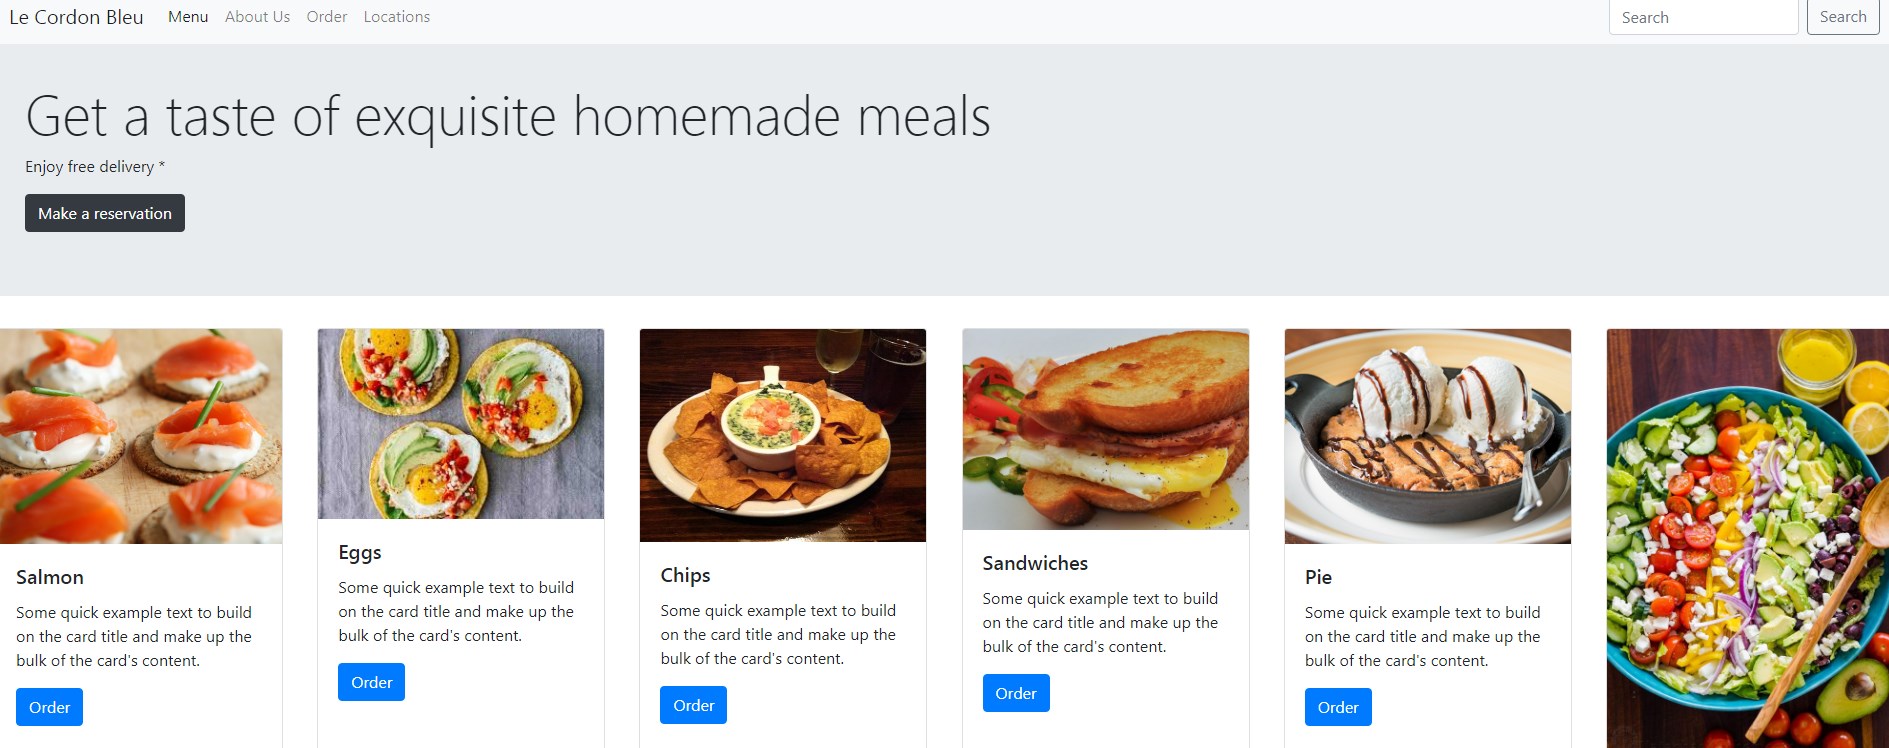 Le Cordon Bleu Menu About Us Order Locations Search Search
Get a taste of exquisite homemade meals
Enjoy free delivery *
Make a reservation
Salmon
Some quick example text to build
on the card title and make up the
bulk of the card's content.
Order
Eggs
Some quick example text to build
on the card title and make up the
bulk of the card's content.
Order
Chips
Some quick example text to build
on the card title and make up the
bulk of the card's content.
Order
Sandwiches
Some quick example text to build
on the card title and make up the
bulk of the card's content.
Order
Pie
Some quick example text to build
on the card title and make up the
bulk of the card's content.
Order